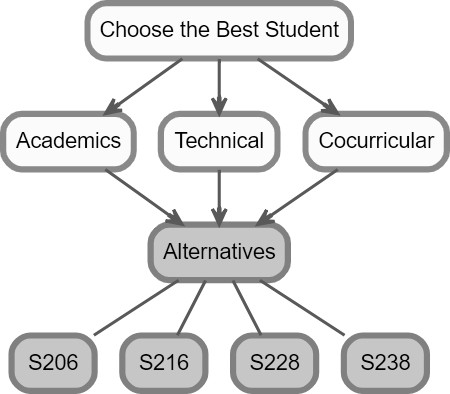 Choose the Best Student
Academics
Technical
Cocurricular
Alternatives
S206
S216
S228
S238